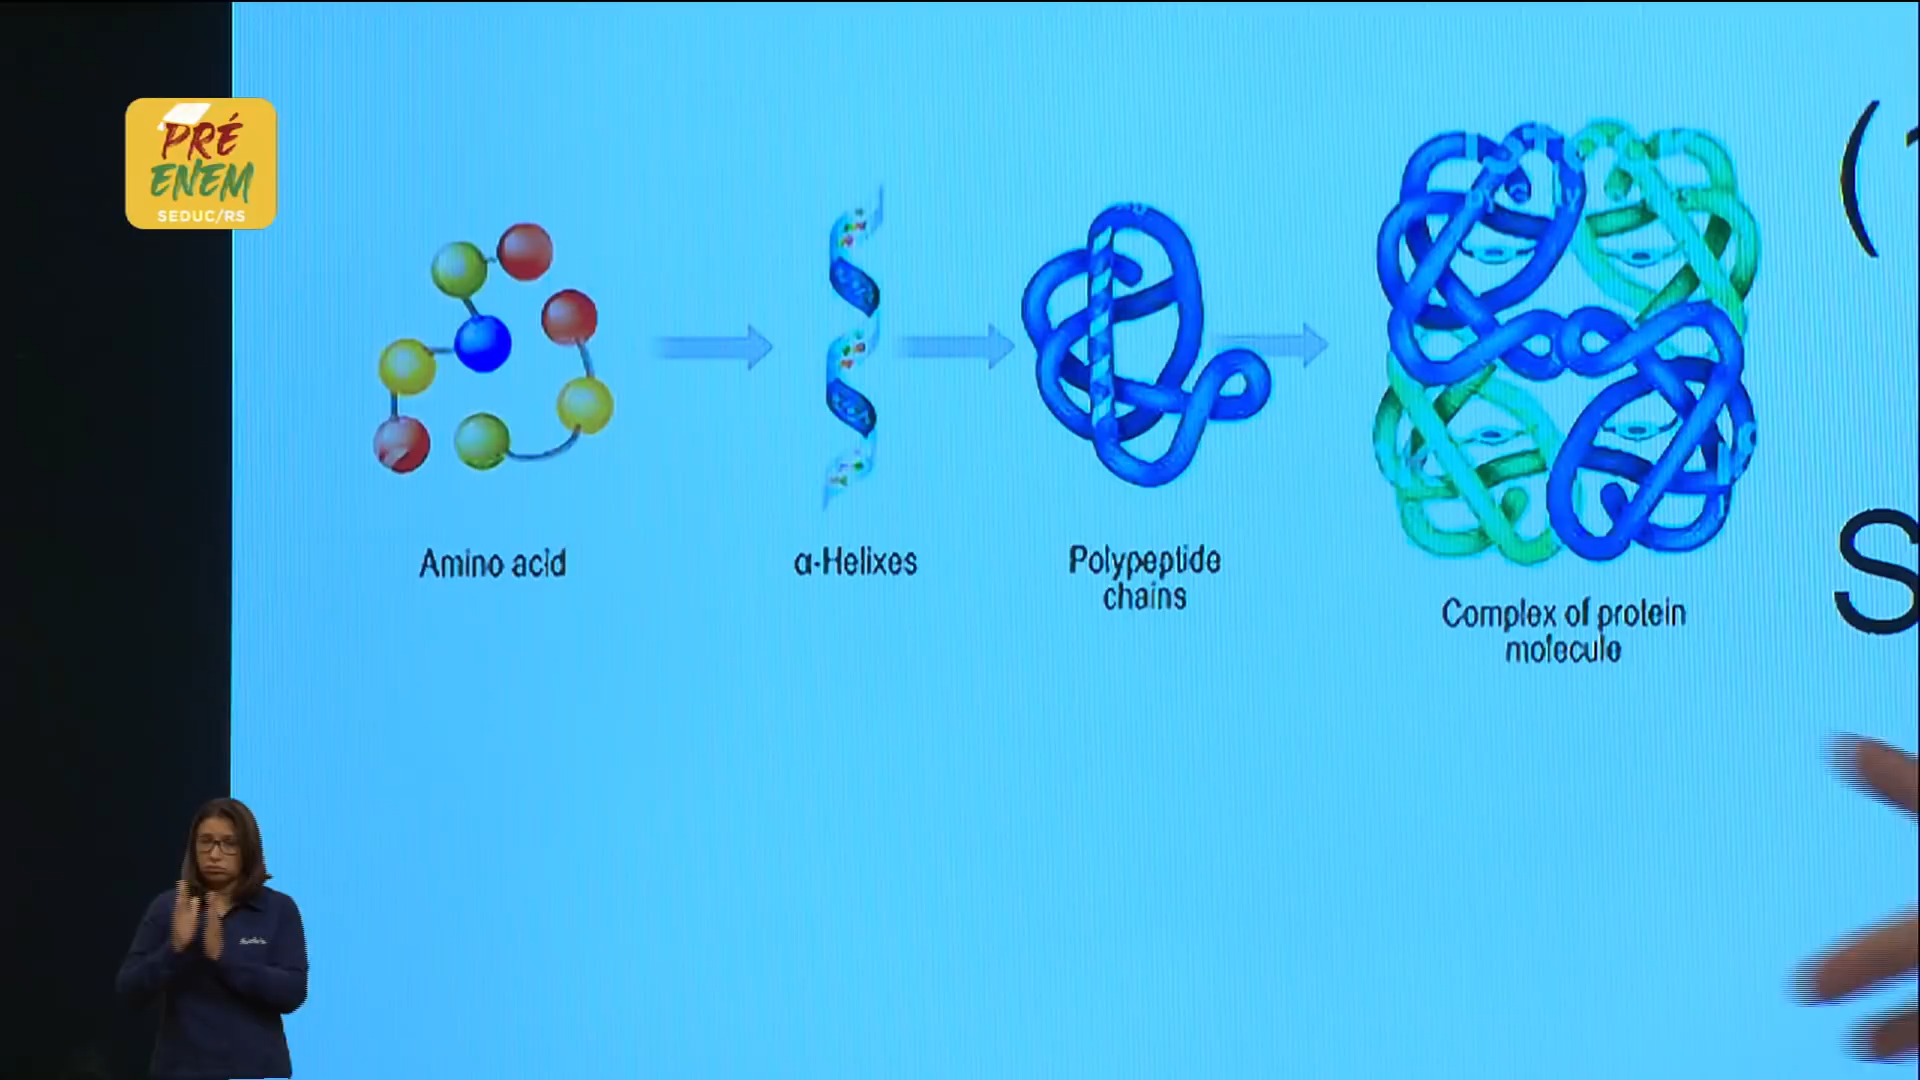 PRÉ
ENEM
SEDUC/RS
Amino acid
α-Helixes
Polypeptide
chains
Complex of protein
molecule
(
S